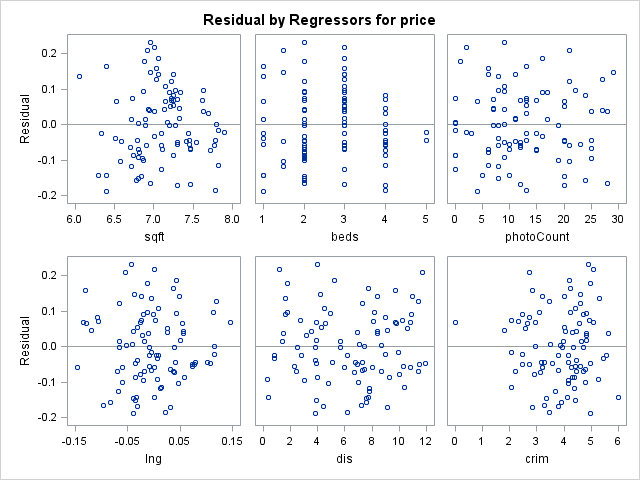 Residual by Regressors for price
0.2
0.1
0.0
-0.1
-0.2
Residual
6.0 6.5 7.0 7.5 8.0
sqft
1 2 3 4 5
beds
0 5 10 15 20 25 30
photoCount
0.2
0.1
0.0
-0.1
-0.2
Residual
-0.15 -0.05 0.05 0.15
lng
0 2 4 6 8 10 12
dis
0 1 2 3 4 5 6
crim